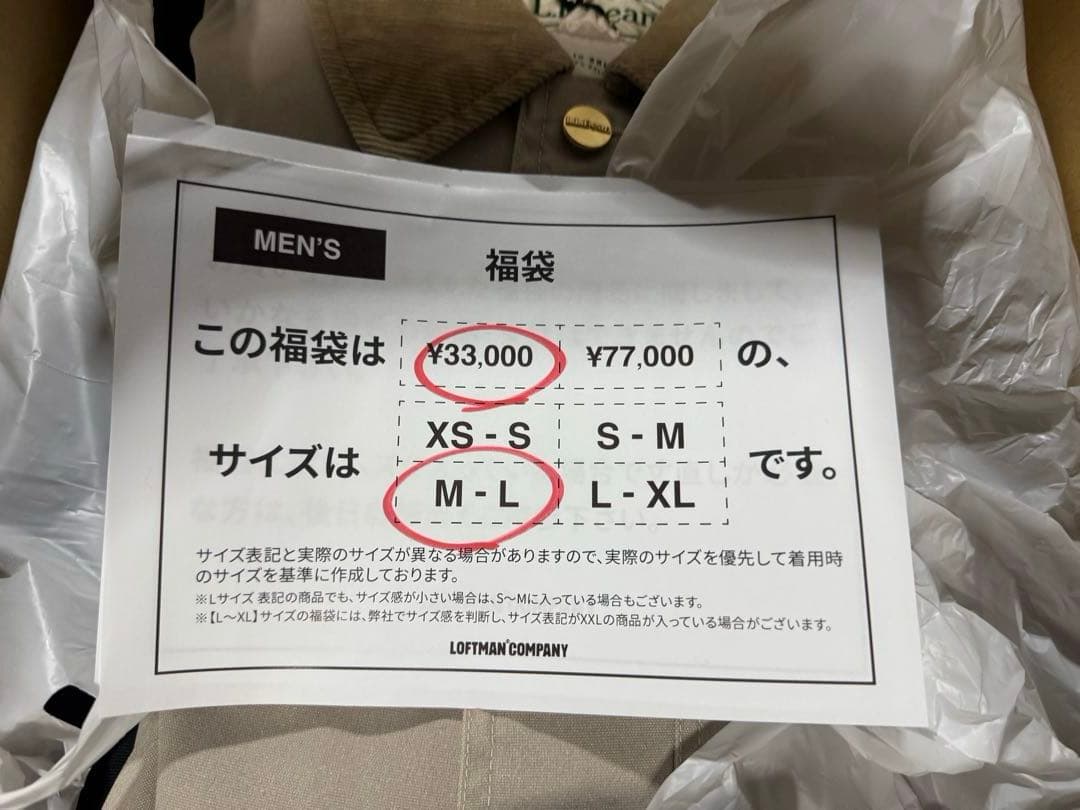 L.L.Bean
L.L.Bean
MEN'S
福袋
この福袋は ¥33,000 ¥77,000 の、
サイズは XS - S S - M です。
M - L L - XL
サイズ表記と実際のサイズが異なる場合がありますので、実際のサイズを優先して着用時
のサイズを基準に作成しております。
※Lサイズ 表記の商品でも、サイズ感が小さい場合は、S〜Mに入っている場合もございます。
※【L〜XL】サイズの福袋には、弊社でサイズ感を判断し、サイズ表記がXXLの商品が入っている場合がございます。
LOFTMAN COMPANY